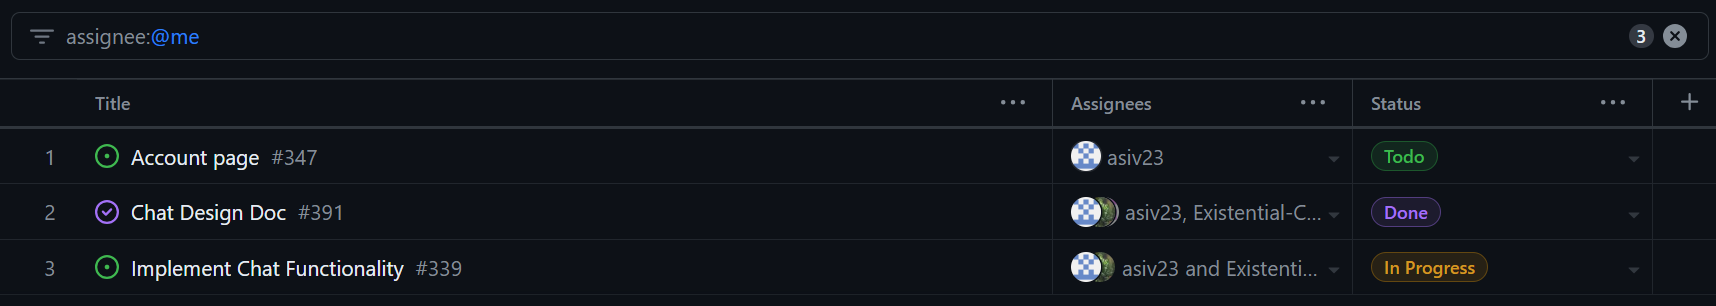 assignee:@me 3
Title ... Assignees ... Status ... +
1 Account page #347 asiv23 Todo
2 Chat Design Doc #391 asiv23, Existential-C... Done
3 Implement Chat Functionality #339 asiv23 and Existenti... In Progress